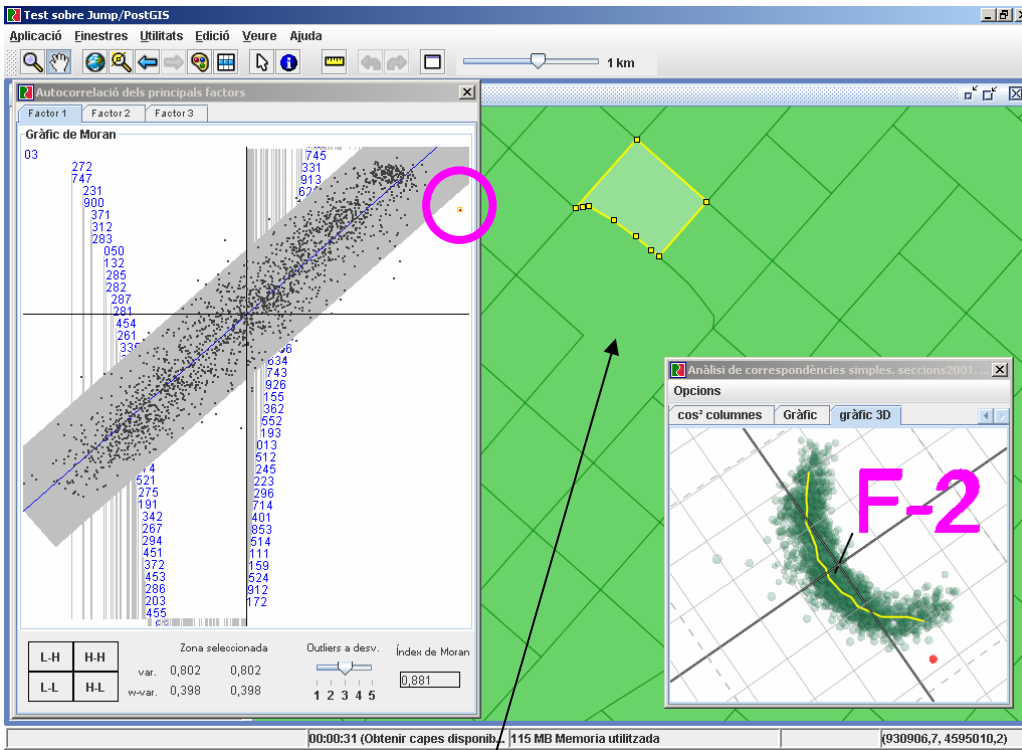 Test sobre Jump/PostGIS
Aplicació Finestres Utilitats Edició Veure Ajuda
1 km
Autocorrelació dels principals factors
Factor 1 Factor 2 Factor 3
Gràfic de Moran
03
272
747
231
900
371
312
283
050
132
285
282
287
281
454
261
745
331
913
634
743
926
155
362
552
193
013
512
245
223
296
714
401
853
514
111
159
524
912
172
521
275
191
342
267
294
451
372
453
286
203
455
L-H H-H
L-L H-L
Zona seleccionada
var. 0,802 0,802
w-var. 0,398 0,398
Outliers a desv.
1 2 3 4 5
Índex de Moran
0,881
Anàlisi de correspondències simples. seccions2001. ...
Opcions
cos² columnes Gràfic gràfic 3D
F-2
00:00:31 (Obtenir capes disponib... 115 MB Memoria utilitzada (930906,7, 4595010,2)